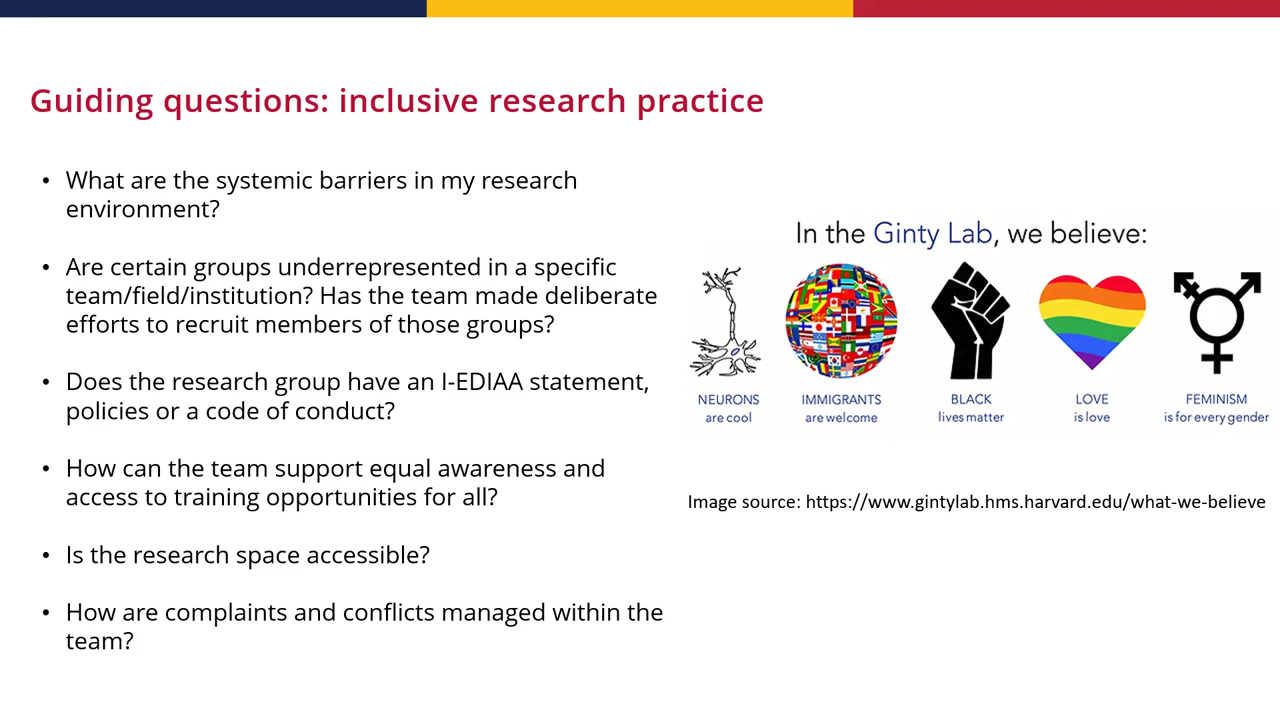 Guiding questions: inclusive research practice
• What are the systemic barriers in my research
environment?
• Are certain groups underrepresented in a specific
team/field/institution? Has the team made deliberate
efforts to recruit members of those groups?
• Does the research group have an I-EDIAA statement,
policies or a code of conduct?
• How can the team support equal awareness and
access to training opportunities for all?
• Is the research space accessible?
• How are complaints and conflicts managed within the
team?
In the Ginty Lab, we believe:
NEURONS
are cool
IMMIGRANTS
are welcome
BLACK
lives matter
LOVE
is love
FEMINISM
is for every gender
Image source: https://www.gintylab.hms.harvard.edu/what-we-believe